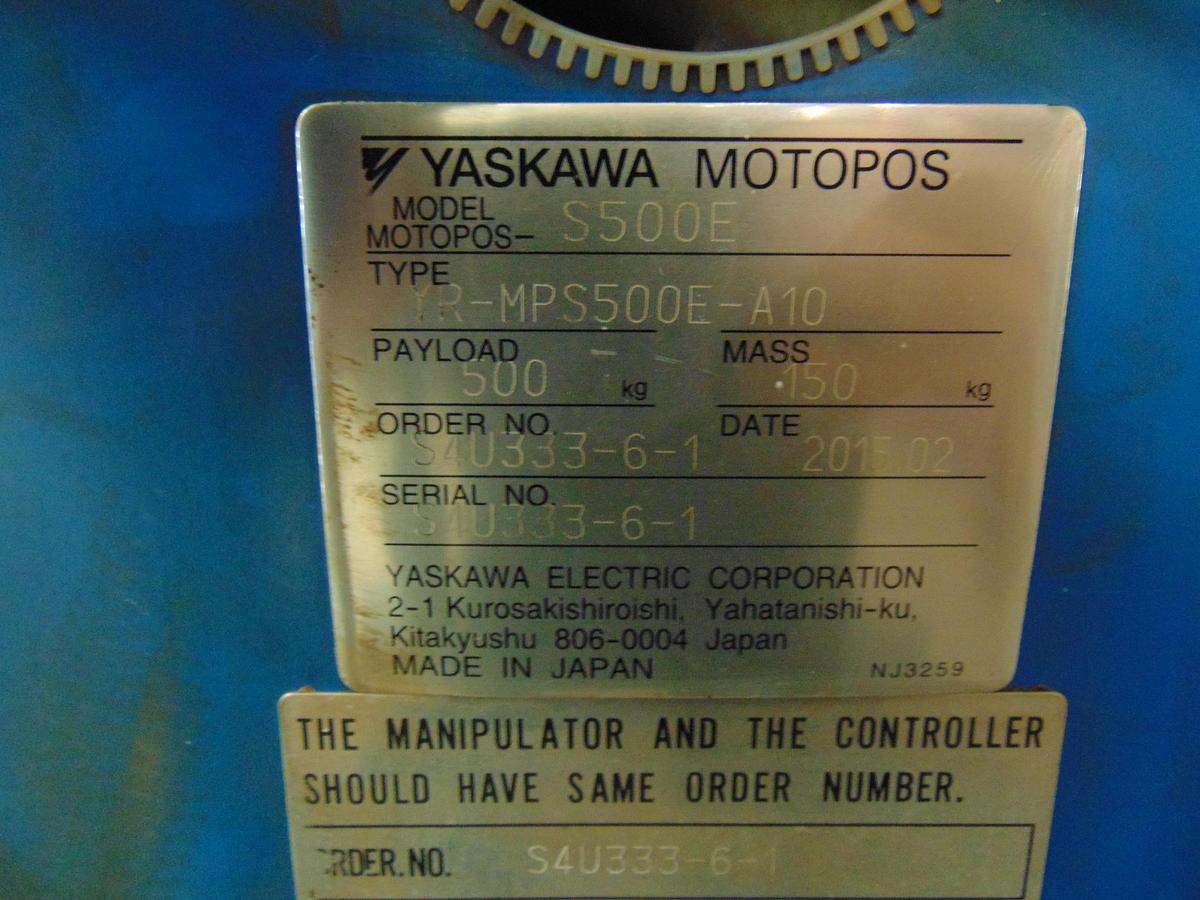 YASKAWA MOTOPOS
MODEL
MOTOPOS- S500E
TYPE
YR-MPS500E-A10
PAYLOAD MASS
500 kg 150 kg
ORDER NO. DATE
S4U333-6-1 2015.02
SERIAL NO.
S4U333-6-1
YASKAWA ELECTRIC CORPORATION
2-1 Kurosakishiroishi, Yahatanishi-ku,
Kitakyushu 806-0004 Japan
MADE IN JAPAN NJ3259
THE MANIPULATOR AND THE CONTROLLER
SHOULD HAVE SAME ORDER NUMBER.
ORDER.NO. S4U333-6-1